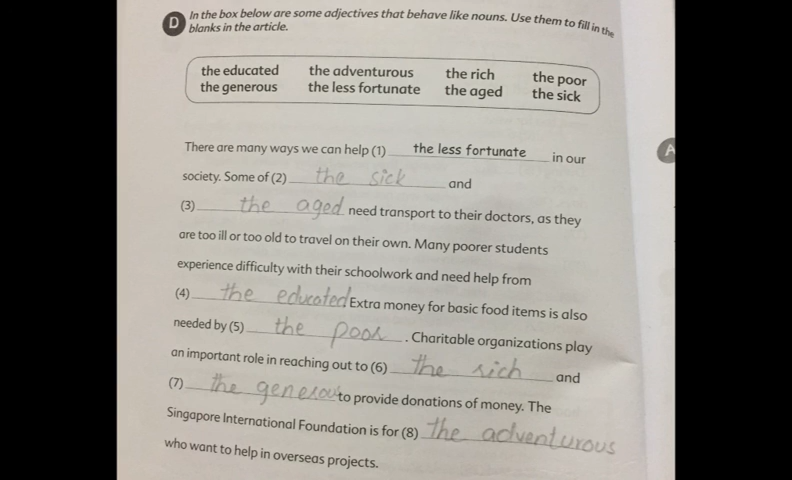 D In the box below are some adjectives that behave like nouns. Use them to fill in the
blanks in the article.
the educated the adventurous the rich the poor
the generous the less fortunate the aged the sick
There are many ways we can help (1) the less fortunate in our
society. Some of (2) the sick and
(3) the aged need transport to their doctors, as they
are too ill or too old to travel on their own. Many poorer students
experience difficulty with their schoolwork and need help from
(4) the educated Extra money for basic food items is also
needed by (5) the poor . Charitable organizations play
an important role in reaching out to (6) the rich and
(7) the generous to provide donations of money. The
Singapore International Foundation is for (8) the adventurous
who want to help in overseas projects.
A